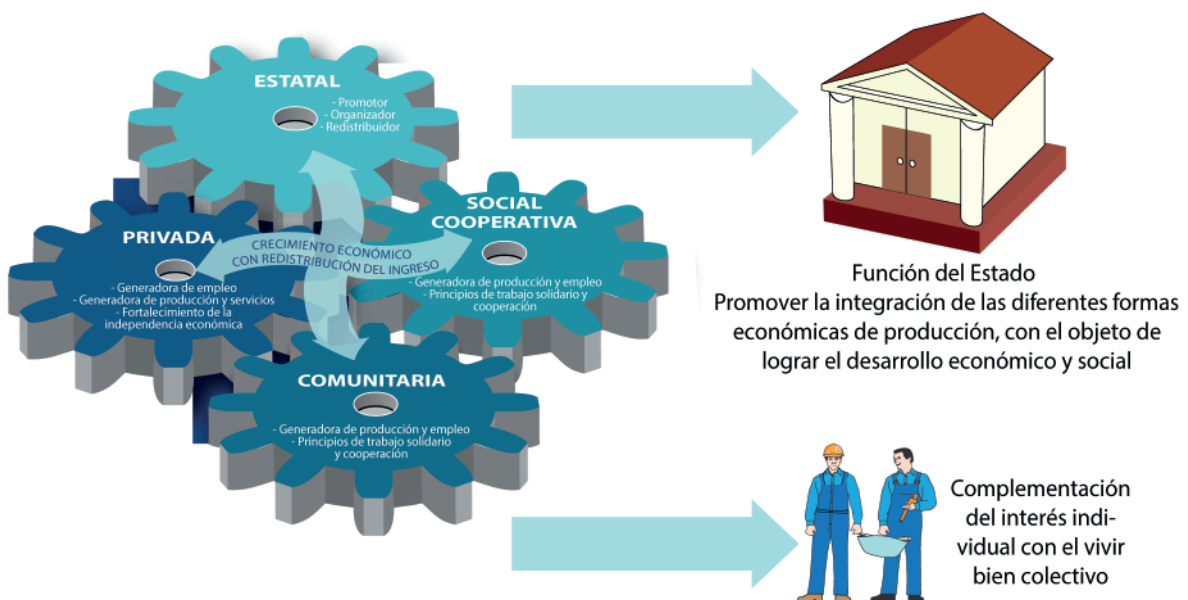 ESTATAL
- Promotor
- Organizador
- Redistribuidor
PRIVADA
- Generadora de empleo
- Generadora de producción y servicios
- Fortalecimiento de la
independencia económica
CRECIMIENTO ECONÓMICO
CON REDISTRIBUCIÓN DEL INGRESO
SOCIAL
COOPERATIVA
- Generadora de producción y empleo
- Principios de trabajo solidario y
cooperación
COMUNITARIA
- Generadora de producción y empleo
- Principios de trabajo solidario
y cooperación
Función del Estado
Promover la integración de las diferentes formas
económicas de producción, con el objeto de
lograr el desarrollo económico y social
Complementación
del interés indi-
vidual con el vivir
bien colectivo